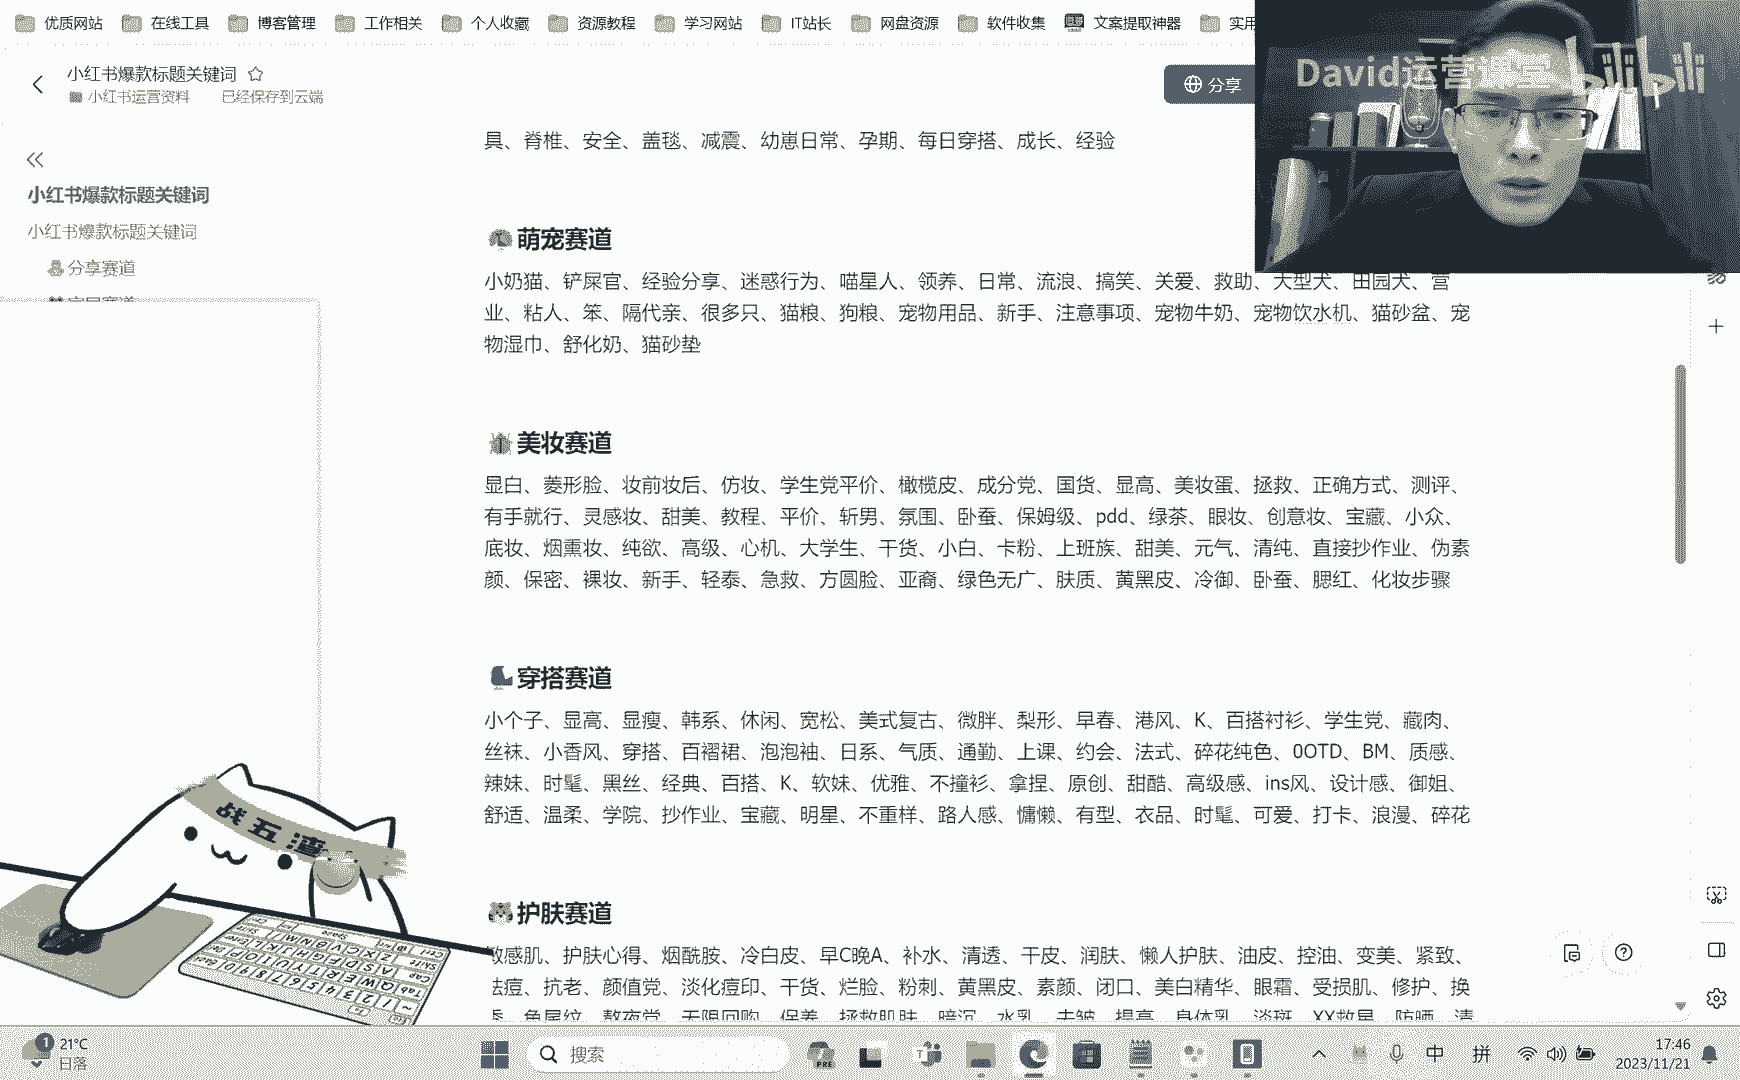 优质网站 在线工具 博客管理 工作相关 个人收藏 资源教程 学习网站 IT站长 网盘资源 软件收集 文案提取神器 实用
David运营课堂 bilibili
小红书爆款标题关键词
小红书运营资料 已经保存到云端
分享
小红书爆款标题关键词
小红书爆款标题关键词
分享赛道
具、脊椎、安全、盖毯、减震、幼崽日常、孕期、每日穿搭、成长、经验
萌宠赛道
小奶猫、铲屎官、经验分享、迷惑行为、喵星人、领养、日常、流浪、搞笑、关爱、救助、大型犬、田园犬、营
业、粘人、笨、隔代亲、很多只、猫粮、狗粮、宠物用品、新手、注意事项、宠物牛奶、宠物饮水机、猫砂盆、宠
物湿巾、舒化奶、猫砂垫
美妆赛道
显白、菱形脸、妆前妆后、仿妆、学生党平价、橄榄皮、成分党、国货、显高、美妆蛋、拯救、正确方式、测评、
有手就行、灵感妆、甜美、教程、平价、斩男、氛围、卧蚕、保姆级、pdd、绿茶、眼妆、创意妆、宝藏、小众、
底妆、烟熏妆、纯欲、高级、心机、大学生、干货、小白、卡粉、上班族、甜美、元气、清纯、直接抄作业、伪素
颜、保密、裸妆、新手、轻泰、急救、方圆脸、亚裔、绿色无广、肤质、黄黑皮、冷御、卧蚕、腮红、化妆步骤
穿搭赛道
小个子、显高、显瘦、韩系、休闲、宽松、美式复古、微胖、梨形、早春、港风、K、百搭衬衫、学生党、藏肉、
丝袜、小香风、穿搭、百褶裙、泡泡袖、日系、气质、通勤、上课、约会、法式、碎花纯色、0OTD、BM、质感、
辣妹、时髦、黑丝、经典、百搭、K、软妹、优雅、不撞衫、拿捏、原创、甜酷、高级感、ins风、设计感、御姐、
舒适、温柔、学院、抄作业、宝藏、明星、不重样、路人感、慵懒、有型、衣品、时髦、可爱、打卡、浪漫、碎花
护肤赛道
敏感肌、护肤心得、烟酰胺、冷白皮、早C晚A、补水、清透、干皮、润肤、懒人护肤、油皮、控油、变美、紧致、
祛痘、抗老、颜值党、淡化痘印、干货、烂脸、粉刺、黄黑皮、素颜、闭口、美白精华、眼霜、受损肌、修护、换
战五渣
1 21°C
日落
搜索
PRE
中 拼
17:46
2023/11/21